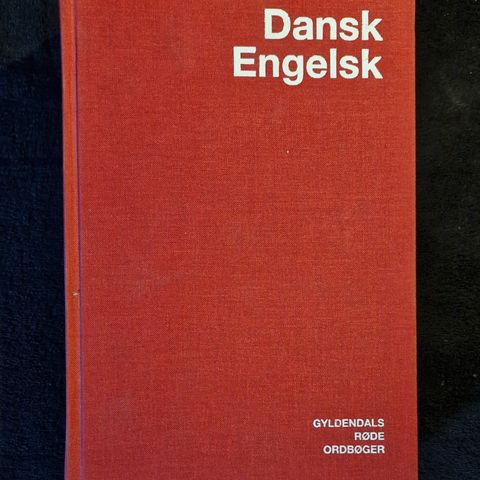 Dansk
Engelsk
GYLDENDALS
RØDE
ORDBØGER